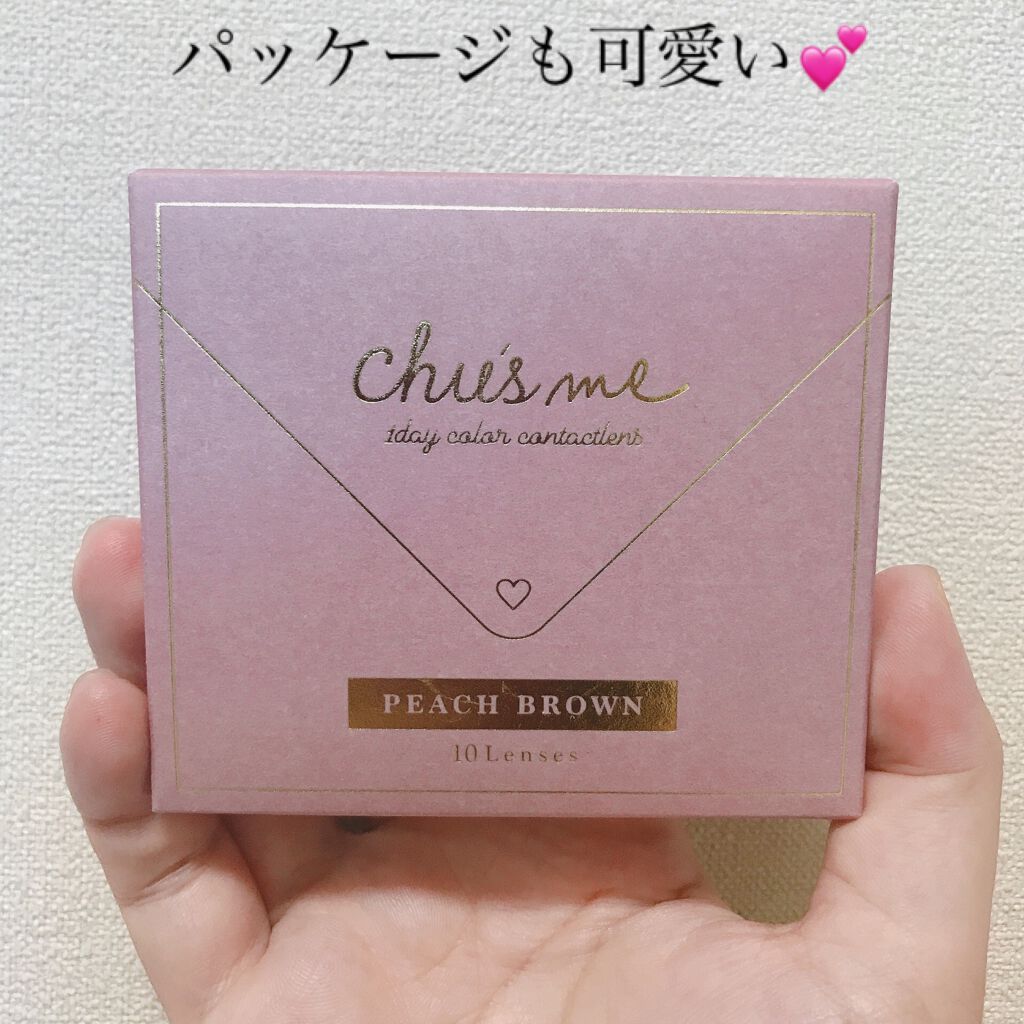 パッケージも可愛い💕
chu's me
1day color contactlens
PEACH BROWN
10 Lenses